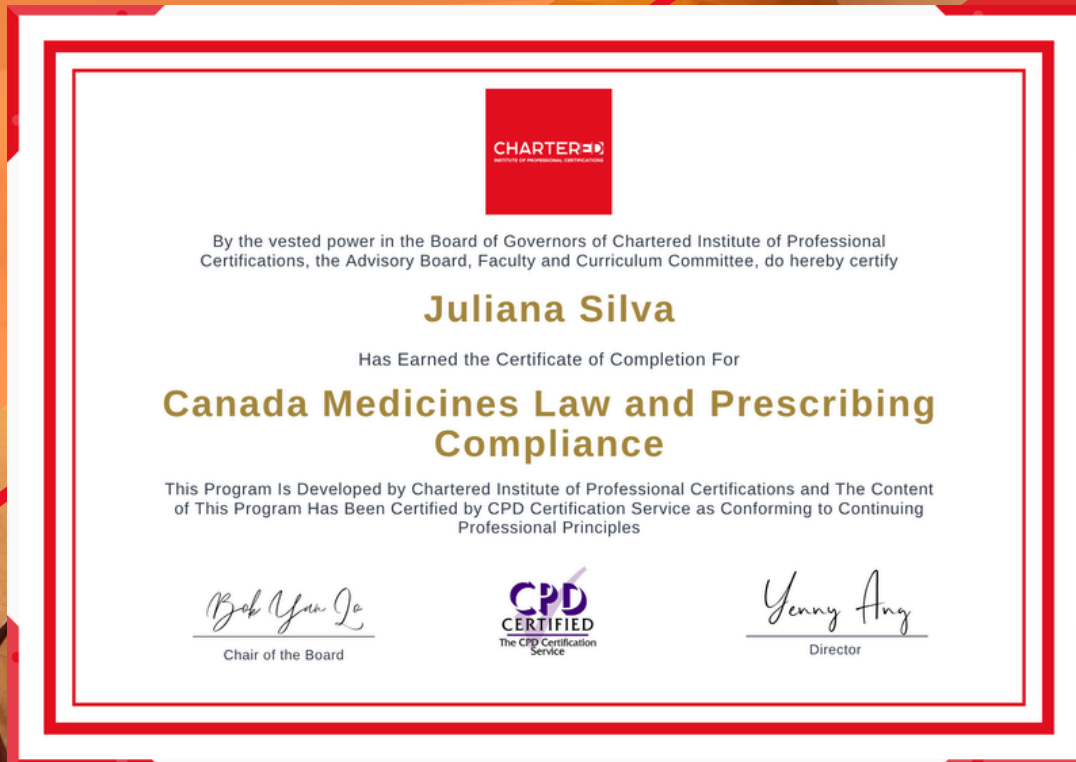 CHARTERED
INSTITUTE OF PROFESSIONAL CERTIFICATIONS
By the vested power in the Board of Governors of Chartered Institute of Professional
Certifications, the Advisory Board, Faculty and Curriculum Committee, do hereby certify
Juliana Silva
Has Earned the Certificate of Completion For
Canada Medicines Law and Prescribing
Compliance
This Program Is Developed by Chartered Institute of Professional Certifications and The Content
of This Program Has Been Certified by CPD Certification Service as Conforming to Continuing
Professional Principles
Bok Yan Lo
Chair of the Board
CPD
CERTIFIED
The CPD Certification
Service
Yenny Ang
Director